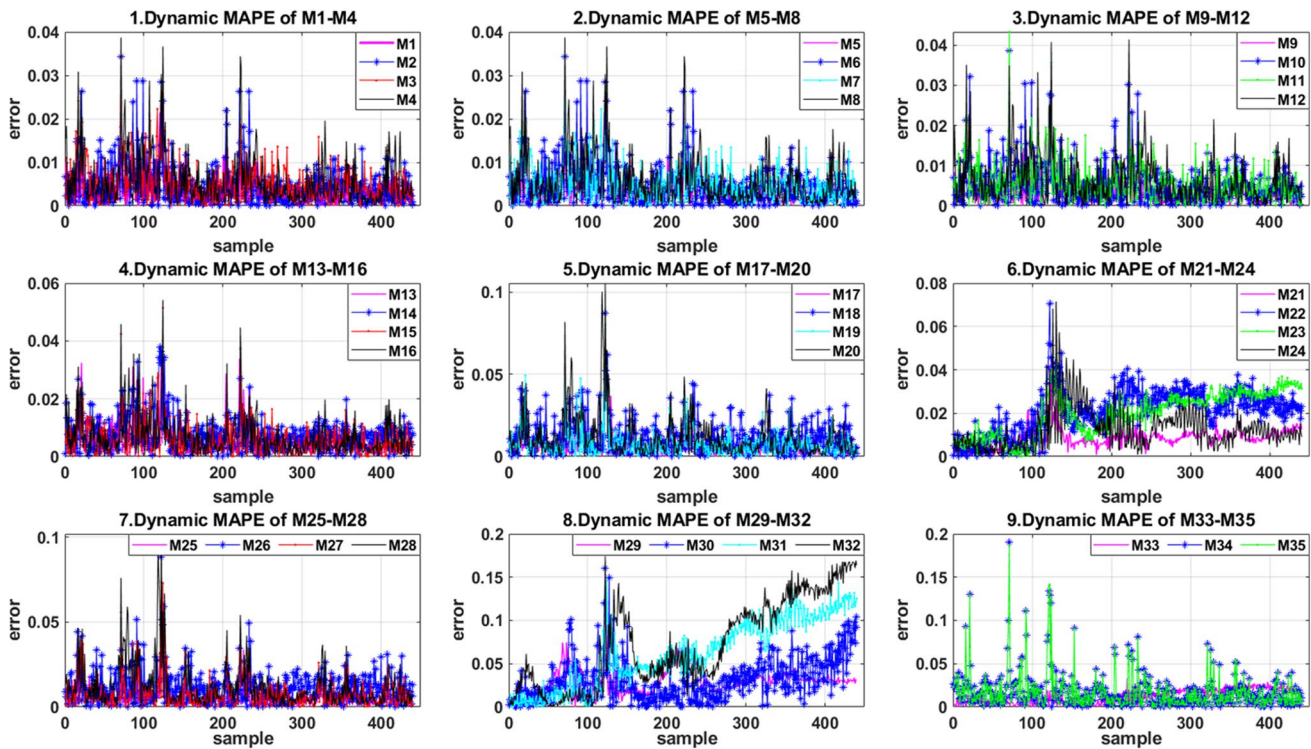 1.Dynamic MAPE of M1-M4
0.04
0.03
0.02
0.01
0
error
0
100
200
300
400
sample
M1
M2
M3
M4
2.Dynamic MAPE of M5-M8
0.04
0.03
0.02
0.01
0
error
0
100
200
300
400
sample
M5
M6
M7
M8
3.Dynamic MAPE of M9-M12
0.04
0.03
0.02
0.01
0
error
0
100
200
300
400
sample
M9
M10
M11
M12
4.Dynamic MAPE of M13-M16
0.06
0.04
0.02
0
error
0
100
200
300
400
sample
M13
M14
M15
M16
5.Dynamic MAPE of M17-M20
0.1
0.05
0
error
0
100
200
300
400
sample
M17
M18
M19
M20
6.Dynamic MAPE of M21-M24
0.08
0.06
0.04
0.02
0
error
0
100
200
300
400
sample
M21
M22
M23
M24
7.Dynamic MAPE of M25-M28
0.1
0.05
0
error
0
100
200
300
400
sample
M25 M26 M27 M28
8.Dynamic MAPE of M29-M32
0.2
0.15
0.1
0.05
0
error
0
100
200
300
400
sample
M29 M30 M31 M32
9.Dynamic MAPE of M33-M35
0.2
0.15
0.1
0.05
0
error
0
100
200
300
400
sample
M33 M34 M35